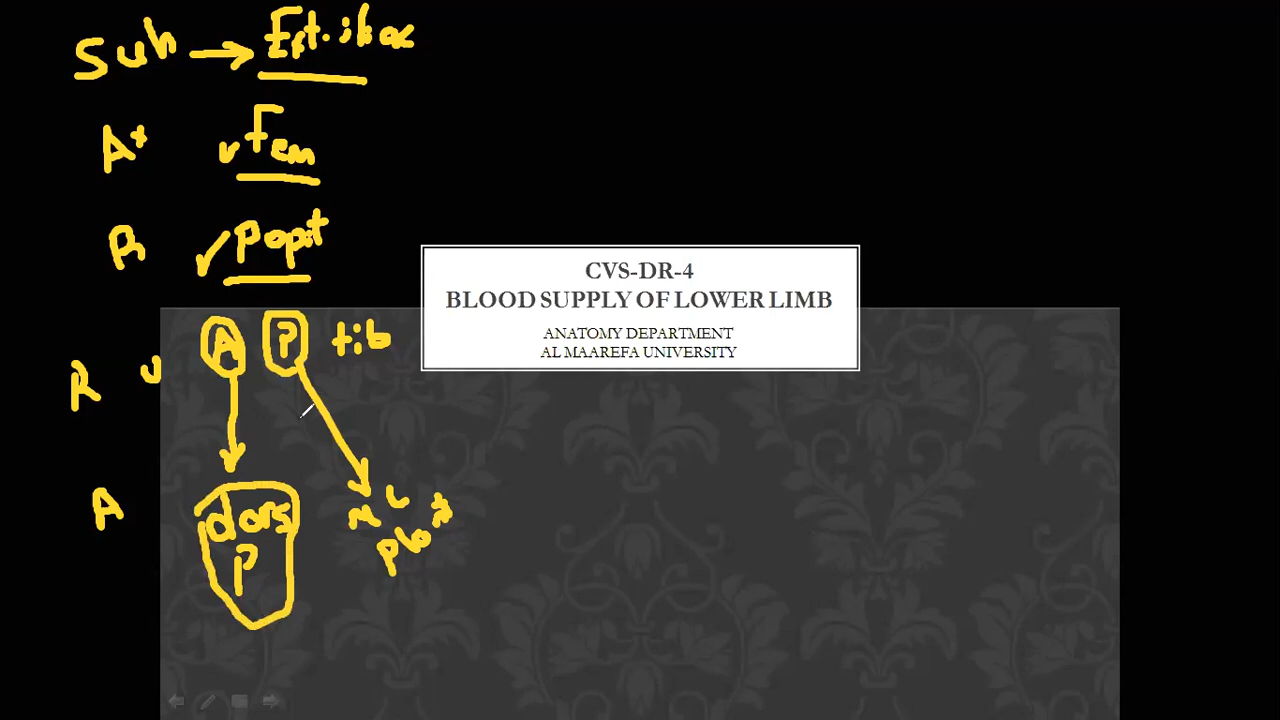 Sub → Ext. iliac
A+ Fem
B popit
R U A P tib
A dors M L
P plant
CVS-DR-4
BLOOD SUPPLY OF LOWER LIMB
ANATOMY DEPARTMENT
AL MAAREFA UNIVERSITY